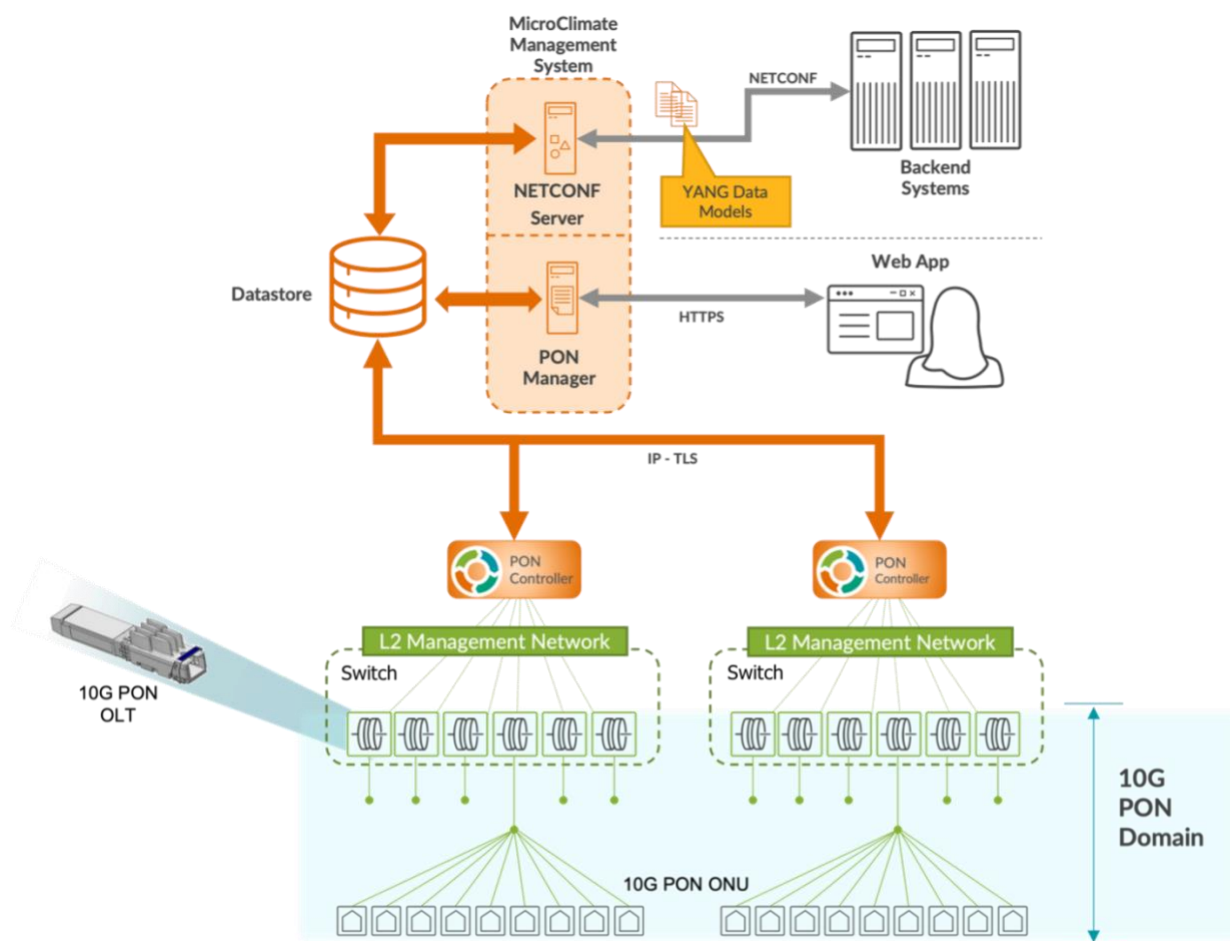 MicroClimate
Management
System
NETCONF
Backend
Systems
NETCONF
Server
YANG Data
Models
Datastore
Web App
HTTPS
PON
Manager
IP - TLS
PON
Controller
PON
Controller
L2 Management Network
L2 Management Network
Switch
Switch
10G PON
OLT
10G
PON
Domain
10G PON ONU